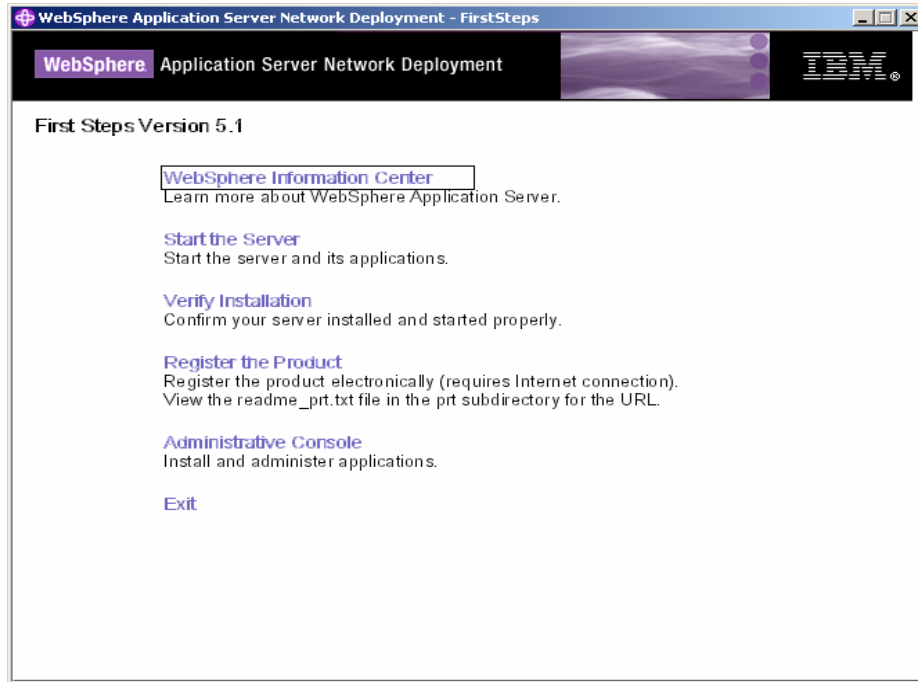 WebSphere Application Server Network Deployment - FirstSteps
WebSphere Application Server Network Deployment
IBM®
First Steps Version 5.1
WebSphere Information Center
Learn more about WebSphere Application Server.
Start the Server
Start the server and its applications.
Verify Installation
Confirm your server installed and started properly.
Register the Product
Register the product electronically (requires Internet connection).
View the readme_prt.txt file in the prt subdirectory for the URL.
Administrative Console
Install and administer applications.
Exit